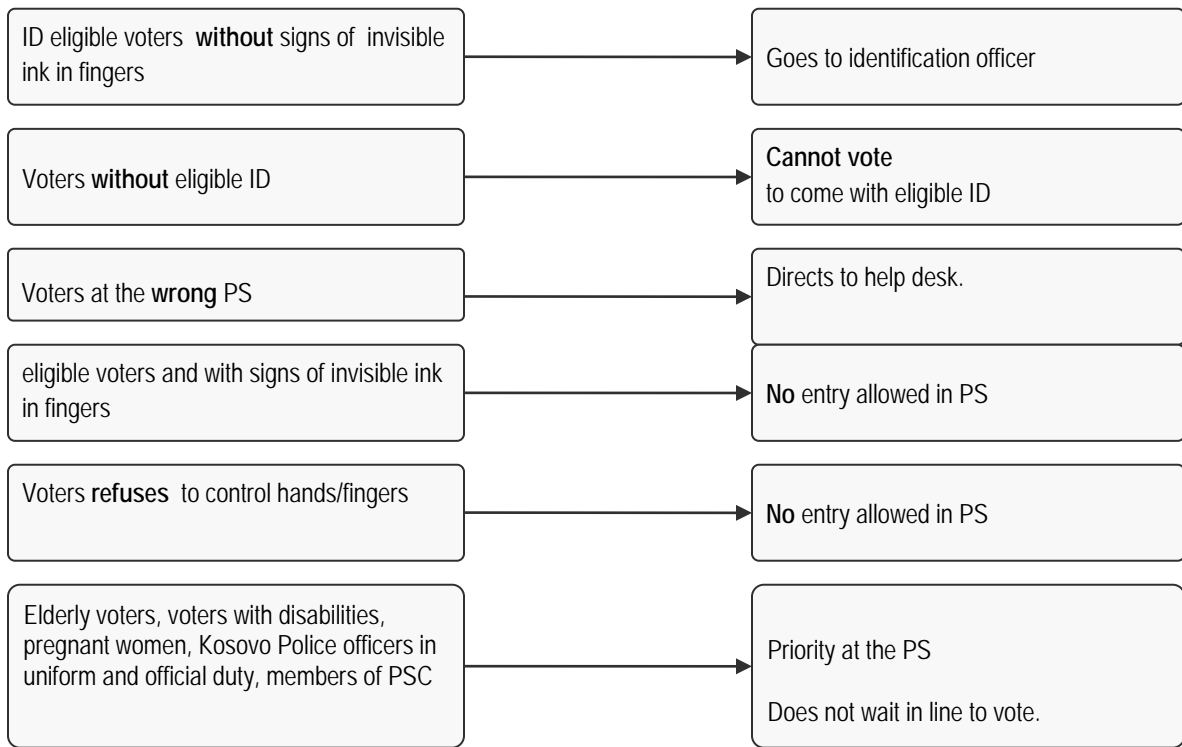 ID eligible voters without signs of invisible
ink in fingers
Goes to identification officer
Voters without eligible ID
Cannot vote
to come with eligible ID
Voters at the wrong PS
Directs to help desk.
eligible voters and with signs of invisible ink
in fingers
No entry allowed in PS
Voters refuses to control hands/fingers
No entry allowed in PS
Elderly voters, voters with disabilities,
pregnant women, Kosovo Police officers in
uniform and official duty, members of PSC
Priority at the PS
Does not wait in line to vote.